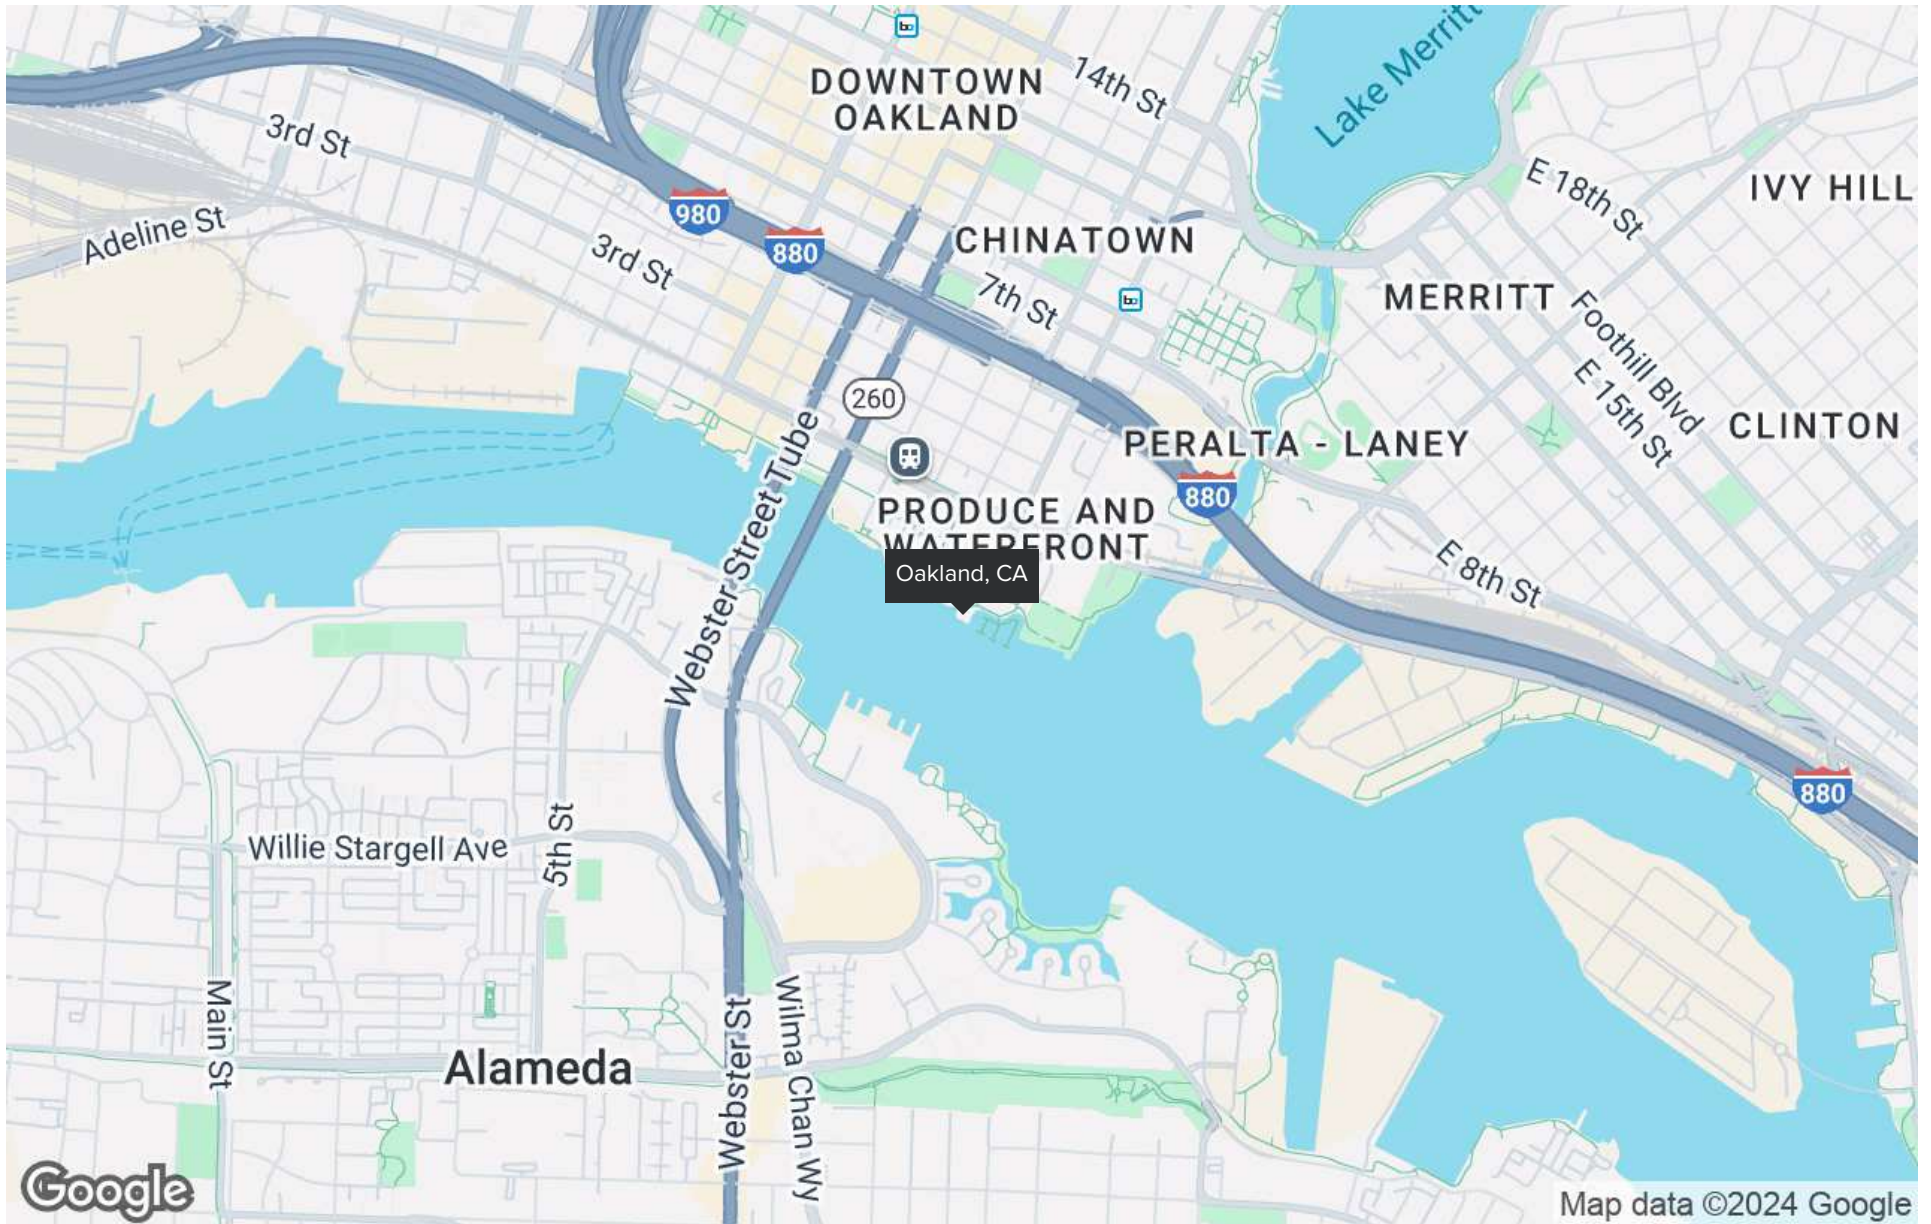 DOWNTOWN
OAKLAND
14th St
Lake Merritt
3rd St
E 18th St
IVY HILL
980
Adeline St
880
3rd St
CHINATOWN
7th St
MERRITT
Foothill Blvd
E 15th St
260
CLINTON
PERALTA - LANEY
880
Webster Street Tube
PRODUCE AND
WATERFRONT
Oakland, CA
E 8th St
880
Willie Stargell Ave
5th St
Main St
Alameda
Webster St
Wilma Chan Wy
Google
Map data ©2024 Google